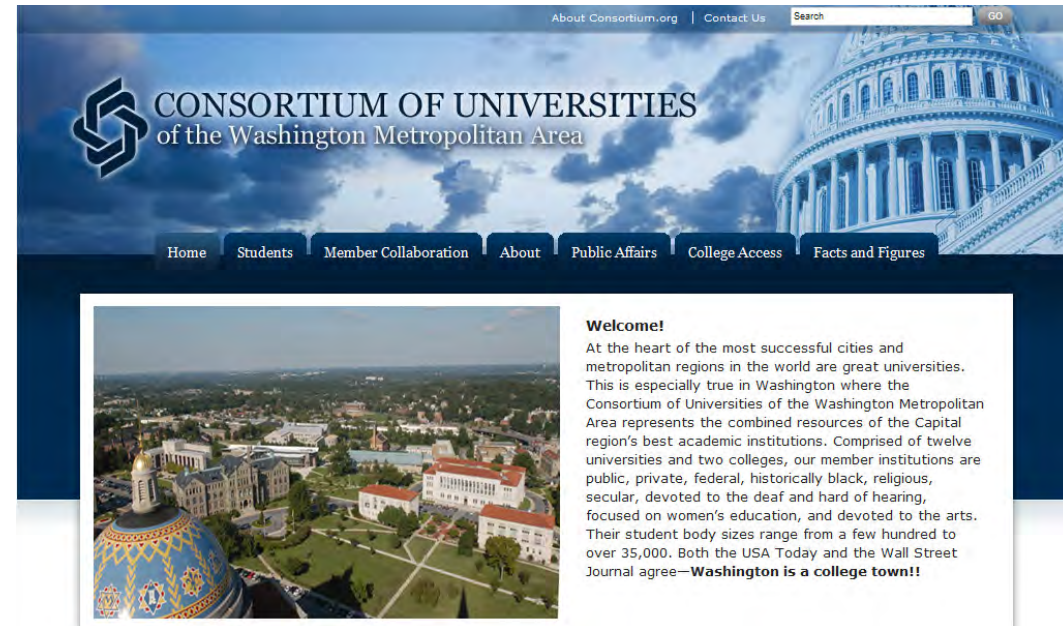 About Consortium.org | Contact Us Search GO
CONSORTIUM OF UNIVERSITIES
of the Washington Metropolitan Area
Home Students Member Collaboration About Public Affairs College Access Facts and Figures
Welcome!
At the heart of the most successful cities and
metropolitan regions in the world are great universities.
This is especially true in Washington where the
Consortium of Universities of the Washington Metropolitan
Area represents the combined resources of the Capital
region's best academic institutions. Comprised of twelve
universities and two colleges, our member institutions are
public, private, federal, historically black, religious,
secular, devoted to the deaf and hard of hearing,
focused on women's education, and devoted to the arts.
Their student body sizes range from a few hundred to
over 35,000. Both the USA Today and the Wall Street
Journal agree—Washington is a college town!!